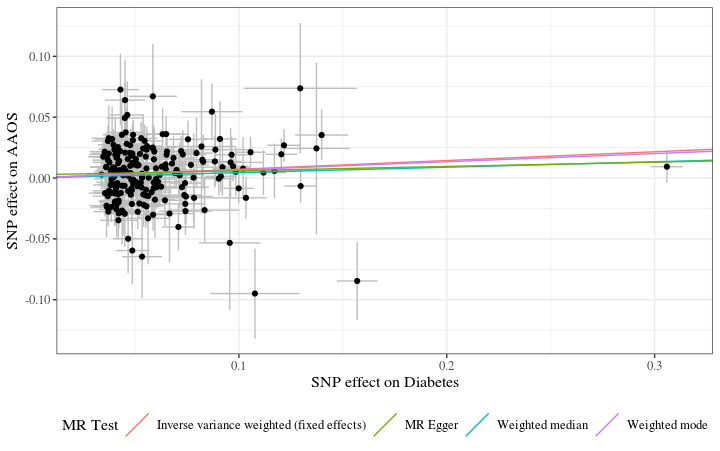 0.10
0.05
0.00
-0.05
-0.10
SNP effect on AAOS
0.1 0.2 0.3
SNP effect on Diabetes
MR Test Inverse variance weighted (fixed effects) MR Egger Weighted median Weighted mode